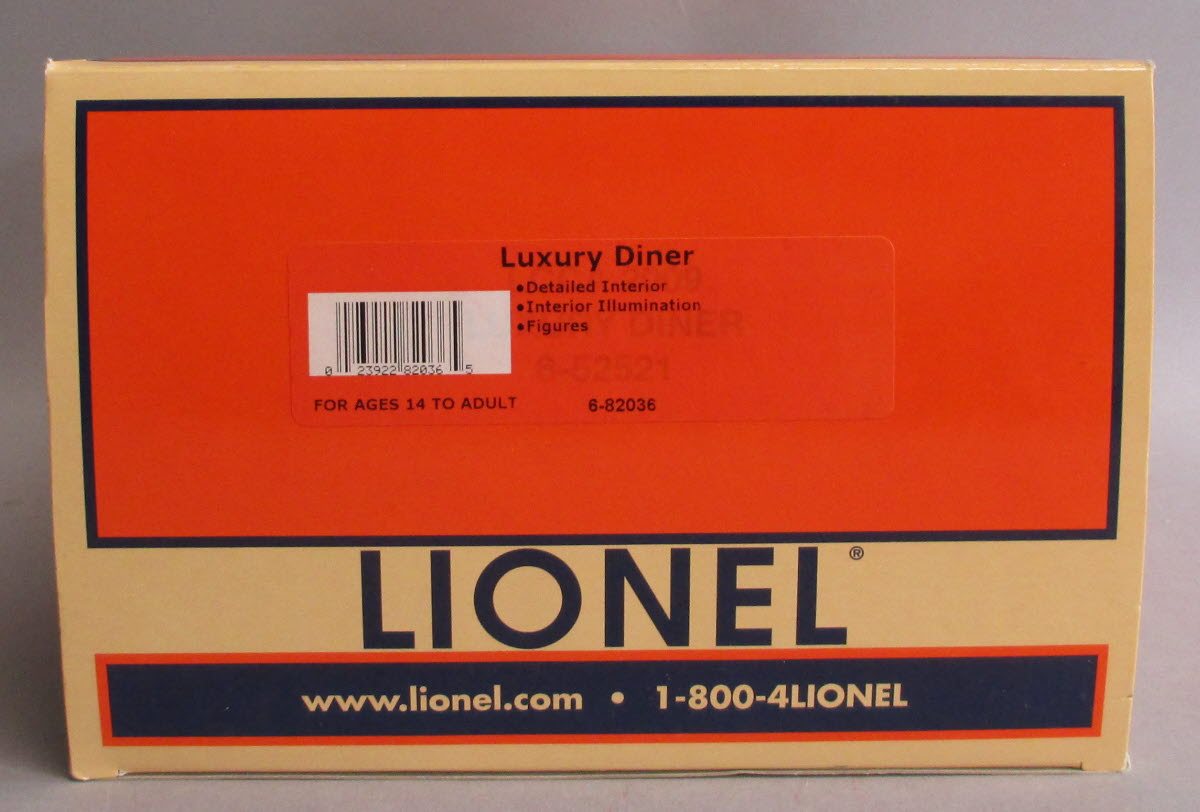 Luxury Diner
•Detailed Interior
•Interior Illumination
•Figures
DINER
6-52521
0 23922 82036 5
FOR AGES 14 TO ADULT 6-82036
LIONEL®
www.lionel.com • 1-800-4LIONEL